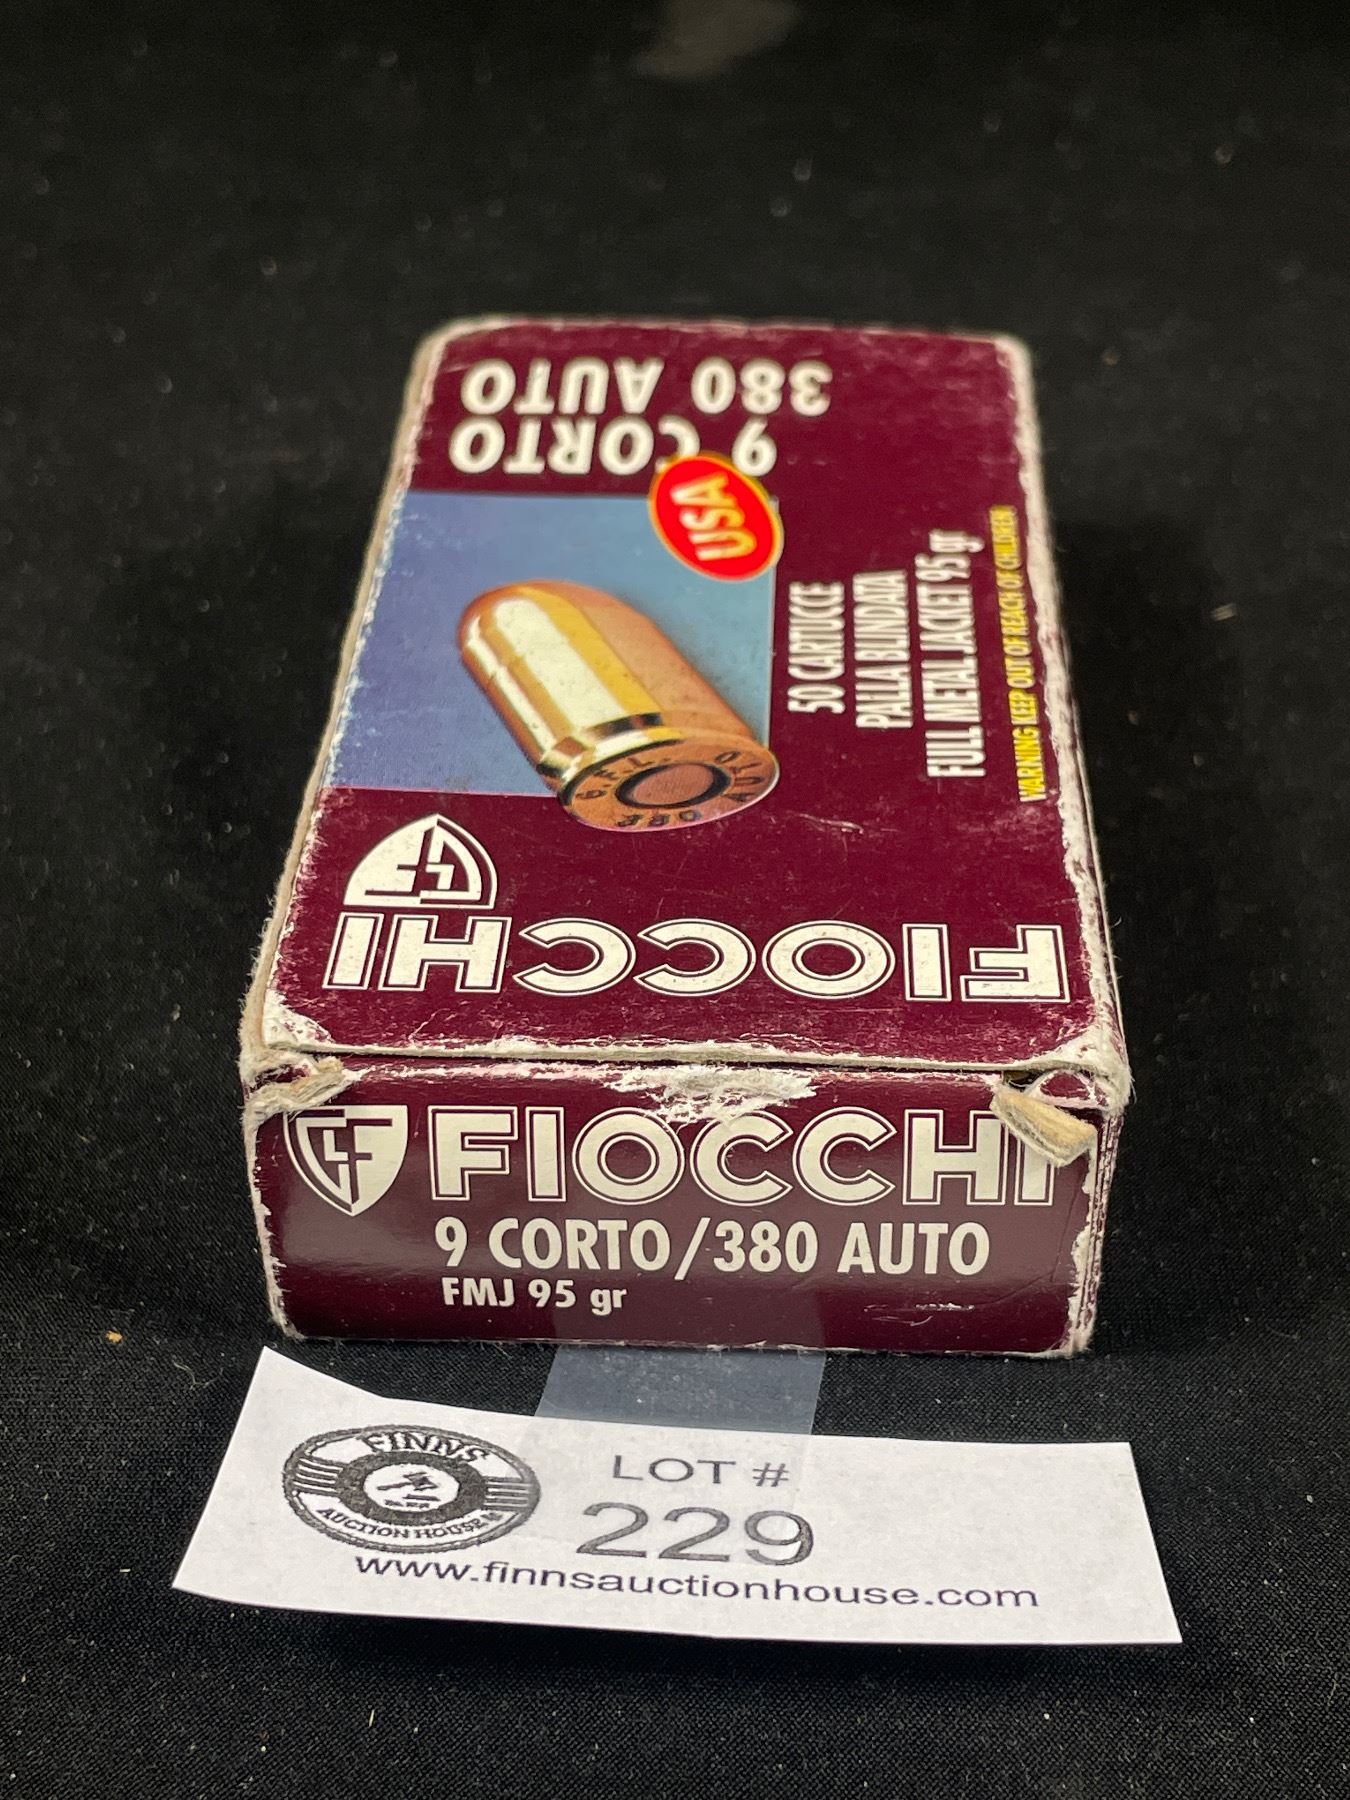 380 AUTO
9 CORTO
USA
50 CARTUCCE
PALLA BLINDATA
FULL METAL JACKET 95 gr
WARNING KEEP OUT OF REACH OF CHILDREN
G.F.L.
380 AUTO
FIOCCHI
FIOCCHI
9 CORTO/380 AUTO
FMJ 95 gr
FINNS
AUCTION HOUSE
LOT #
229
www.finnsauctionhouse.com